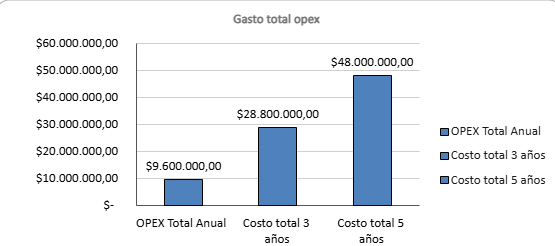 Gasto total opex
$60.000.000,00
$50.000.000,00
$40.000.000,00
$30.000.000,00
$20.000.000,00
$10.000.000,00
$-
$9.600.000,00
$28.800.000,00
$48.000.000,00
OPEX Total Anual
Costo total 3
años
Costo total 5
años
OPEX Total Anual
Costo total 3 años
Costo total 5 años